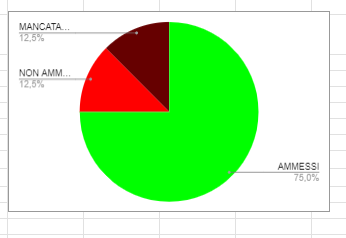 MANCATA...
12,5%
NON AMM...
12,5%
AMMESSI
75,0%